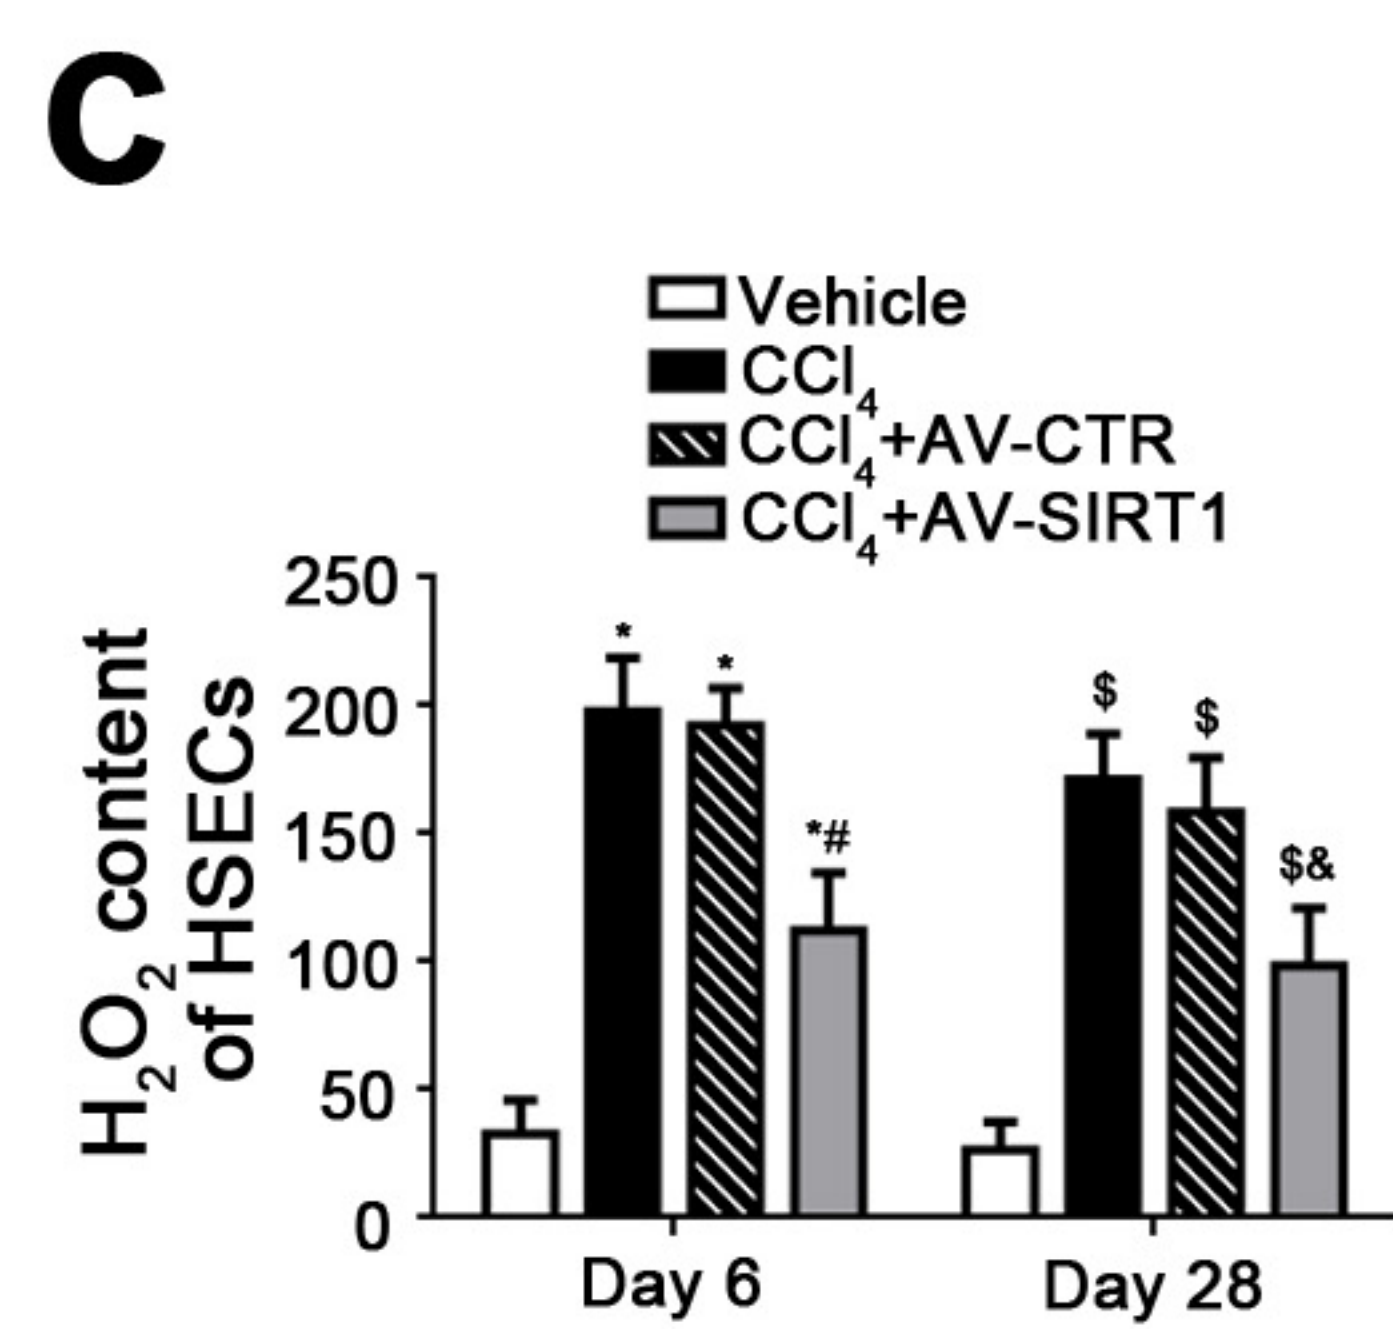 C
Vehicle
CCl4
CCl4+AV-CTR
CCl4+AV-SIRT1
H2O2 content
of HSECs
250
200
150
100
50
0
*
*
*#
$
$
$&
Day 6
Day 28